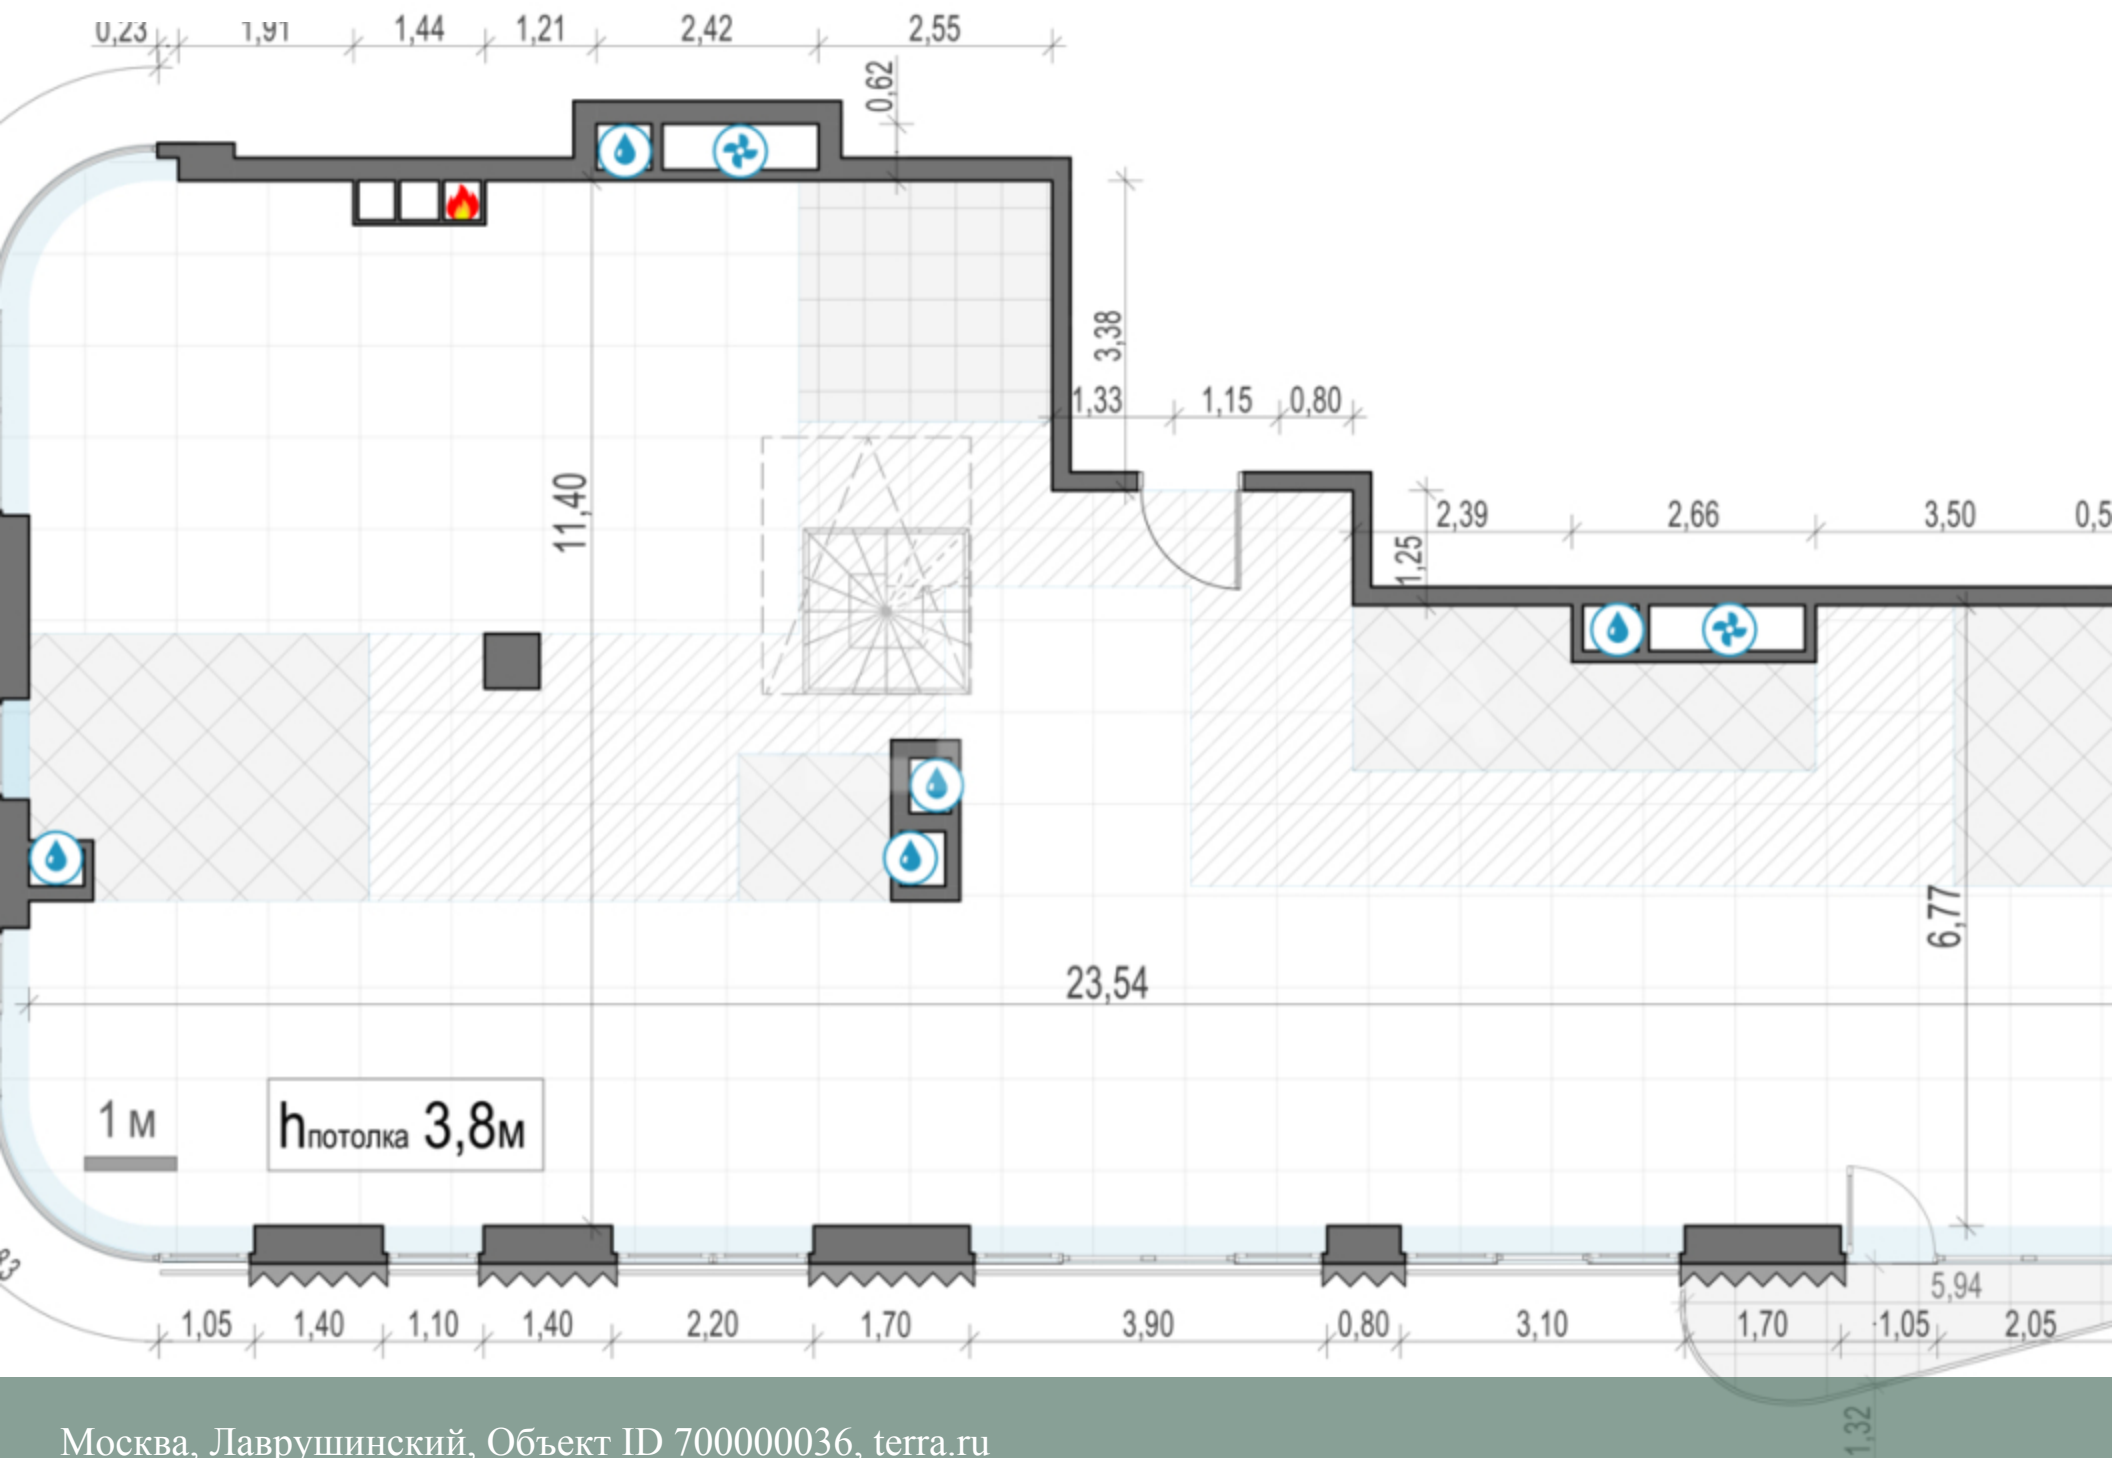 0,23 1,91 1,44 1,21 2,42 2,55
0,62
3,38
1,33 1,15 0,80
11,40
2,39 2,66 3,50 0,5
1,25
6,77
23,54
1 м
hпотолка 3,8м
83
5,94
1,05 1,40 1,10 1,40 2,20 1,70 3,90 0,80 3,10 1,70 1,05 2,05
1,32
Москва, Лаврушинский, Объект ID 700000036, terra.ru